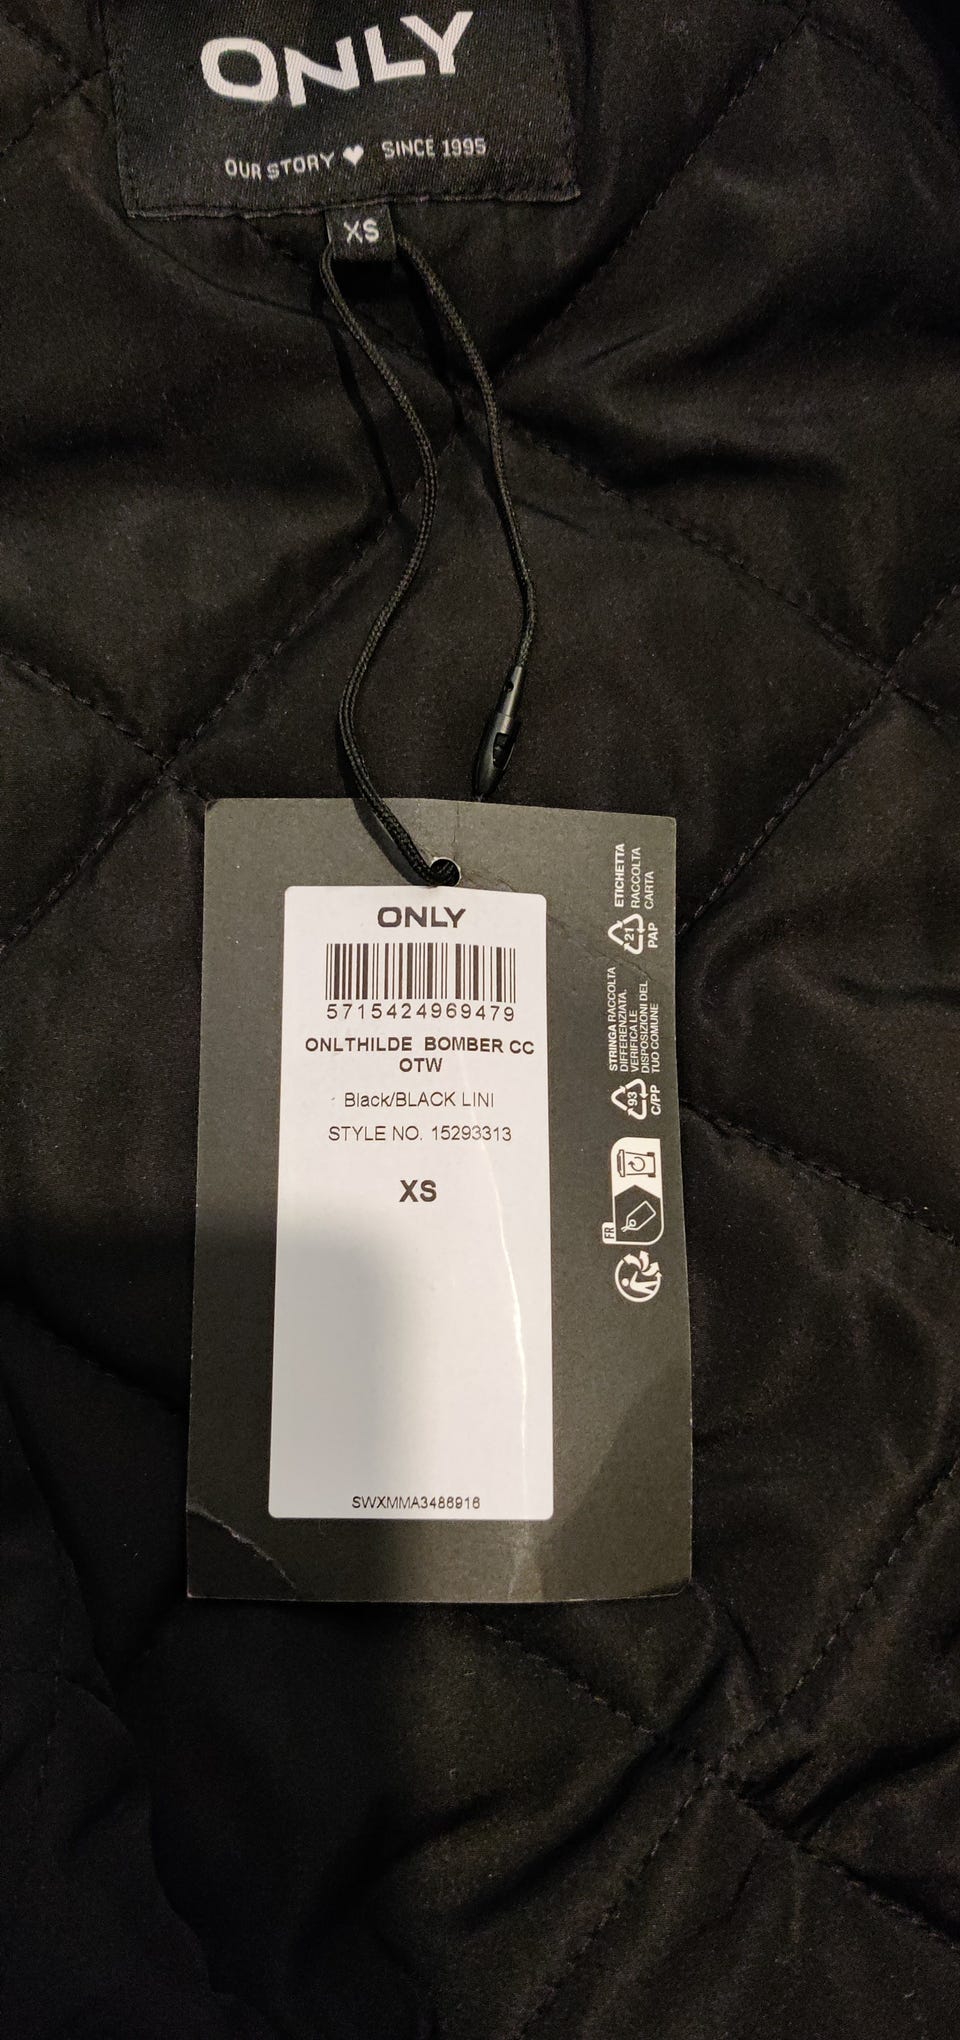 ONLY
OUR STORY ♥ SINCE 1995
XS
ONLY
5715424969479
ONLTHILDE BOMBER CC
OTW
Black/BLACK LINI
STYLE NO. 15293313
XS
SWXMMA3486916
21
PAP
ETICHETTA
RACCOLTA
CARTA
93
C/PP
STRINGA RACCOLTA
DIFFERENZIATA.
VERIFICA LE
DISPOSIZIONI DEL
TUO COMUNE
FR